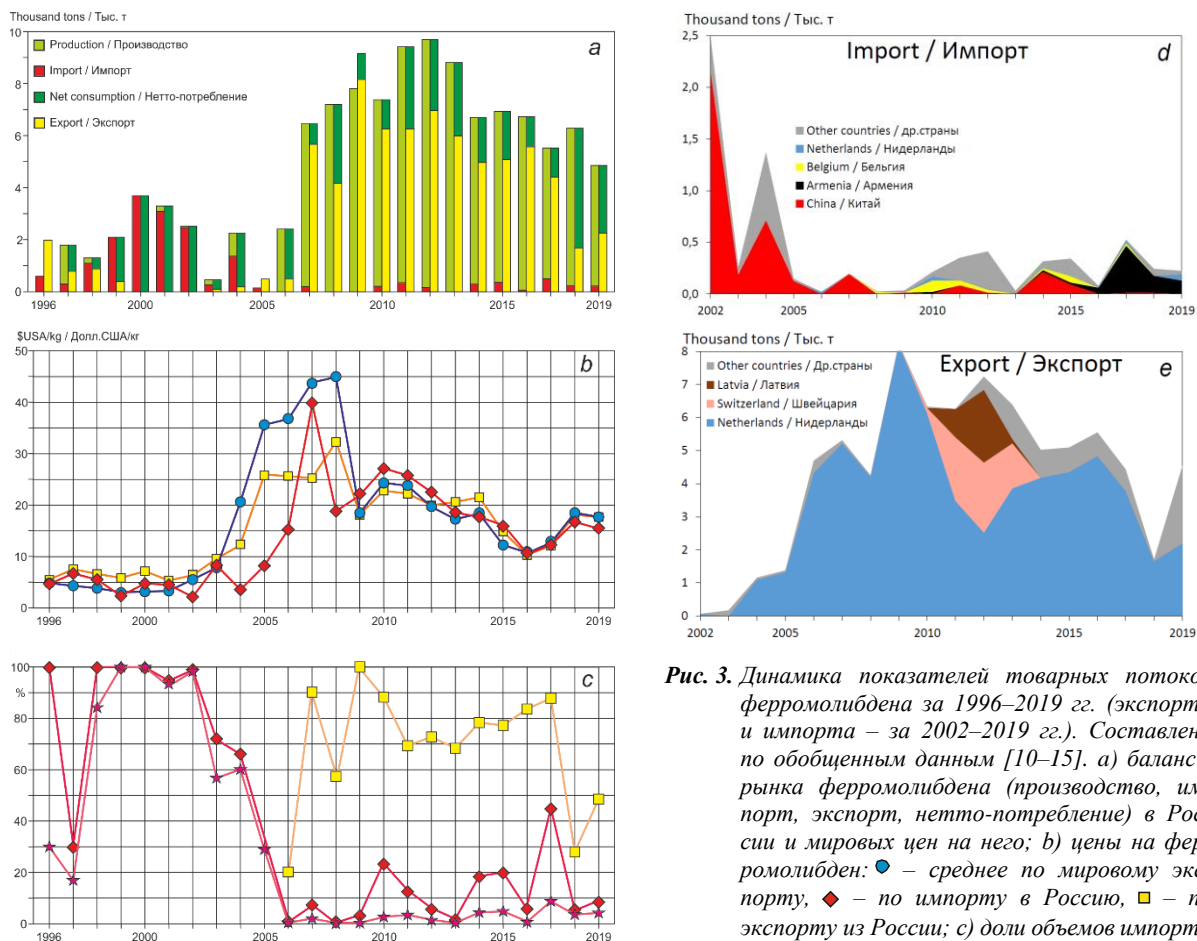 Thousand tons / Тыс. т
a
Production / Производство
Import / Импорт
Net consumption / Нетто-потребление
Export / Экспорт
10
8
6
4
2
0
1996
2000
2005
2010
2015
2019
$USA/kg / Долл.США/кг
b
50
40
30
20
10
0
1996
2000
2005
2010
2015
2019
c
100
%
80
60
40
20
0
1996
2000
2005
2010
2015
2019
Thousand tons / Тыс. т
Import / Импорт
d
2,5
2,0
1,5
1,0
0,5
0,0
Other countries / др.страны
Netherlands / Нидерланды
Belgium / Бельгия
Armenia / Армения
China / Китай
2002
2005
2010
2015
2019
Thousand tons / Тыс. т
Export / Экспорт
e
8
7
6
5
4
3
2
1
0
Other countries / Др.страны
Latvia / Латвия
Switzerland / Швейцария
Netherlands / Нидерланды
2002
2005
2010
2015
2019
Рис. 3. Динамика показателей товарных потоко
ферромолибдена за 1996–2019 гг. (экспорт
и импорта – за 2002–2019 гг.). Составлен
по обобщенным данным [10–15]. a) баланс
рынка ферромолибдена (производство, им
порт, экспорт, нетто-потребление) в Рос
сии и мировых цен на него; b) цены на фер
ромолибден: – среднее по мировому экс
порту, – по импорту в Россию, – п
экспорту из России; c) доли объемов импорт